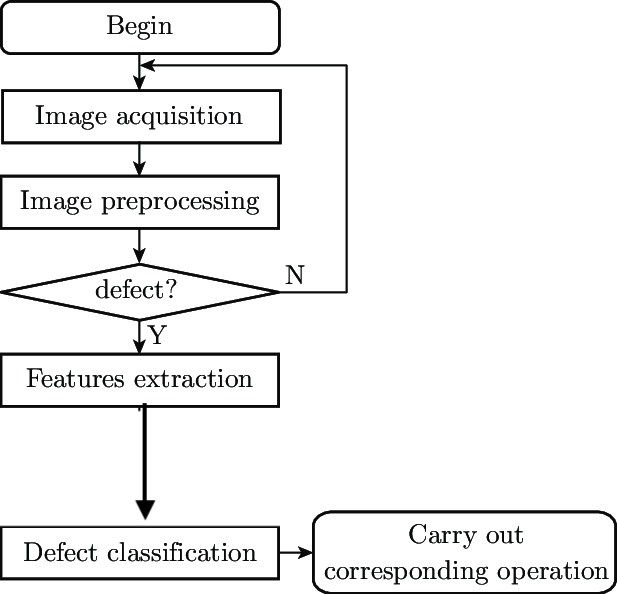 Begin
Image acquisition
Image preprocessing
defect?
N
Y
Features extraction
Defect classification
Carry out
corresponding operation